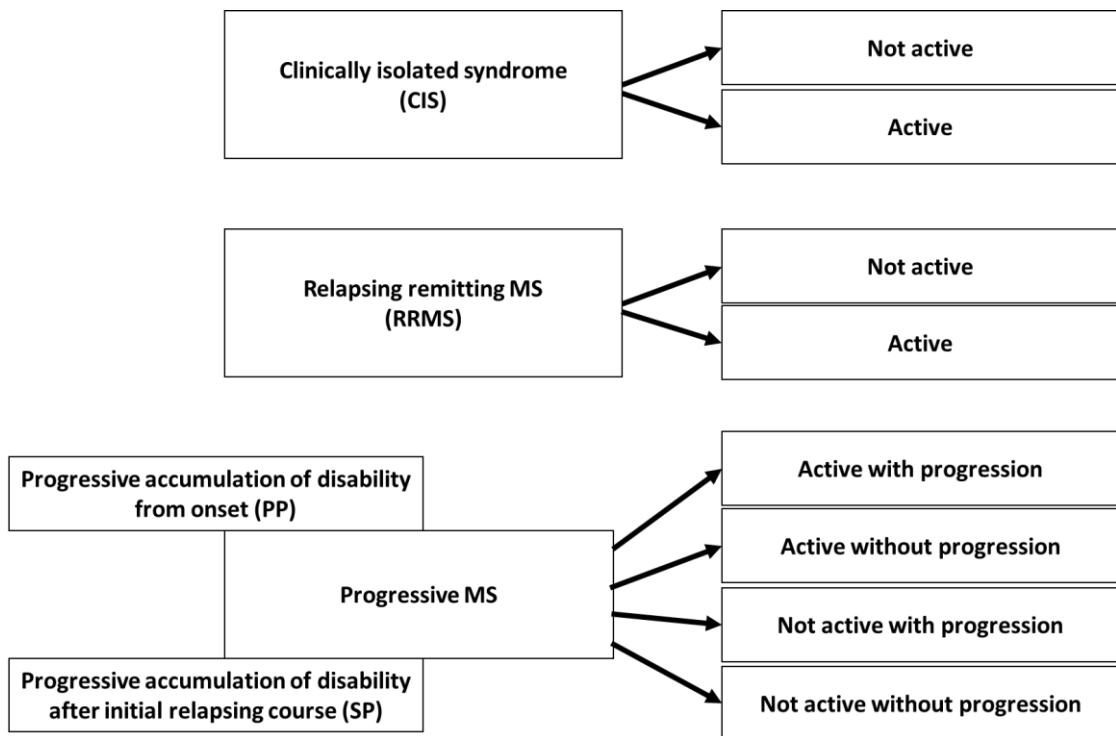 Clinically isolated syndrome
(CIS)
Not active
Active
Relapsing remitting MS
(RRMS)
Not active
Active
Progressive accumulation of disability
from onset (PP)
Progressive MS
Progressive accumulation of disability
after initial relapsing course (SP)
Active with progression
Active without progression
Not active with progression
Not active without progression